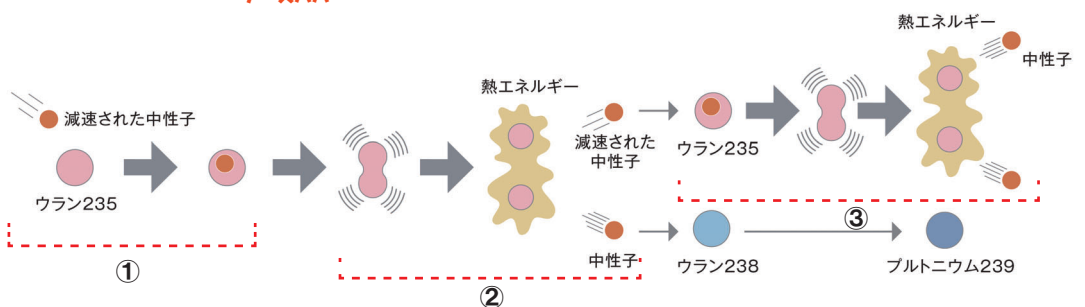 減速された中性子
ウラン235
①
熱エネルギー
②
減速された
中性子
ウラン235
熱エネルギー
中性子
③
中性子
ウラン238
プルトニウム239